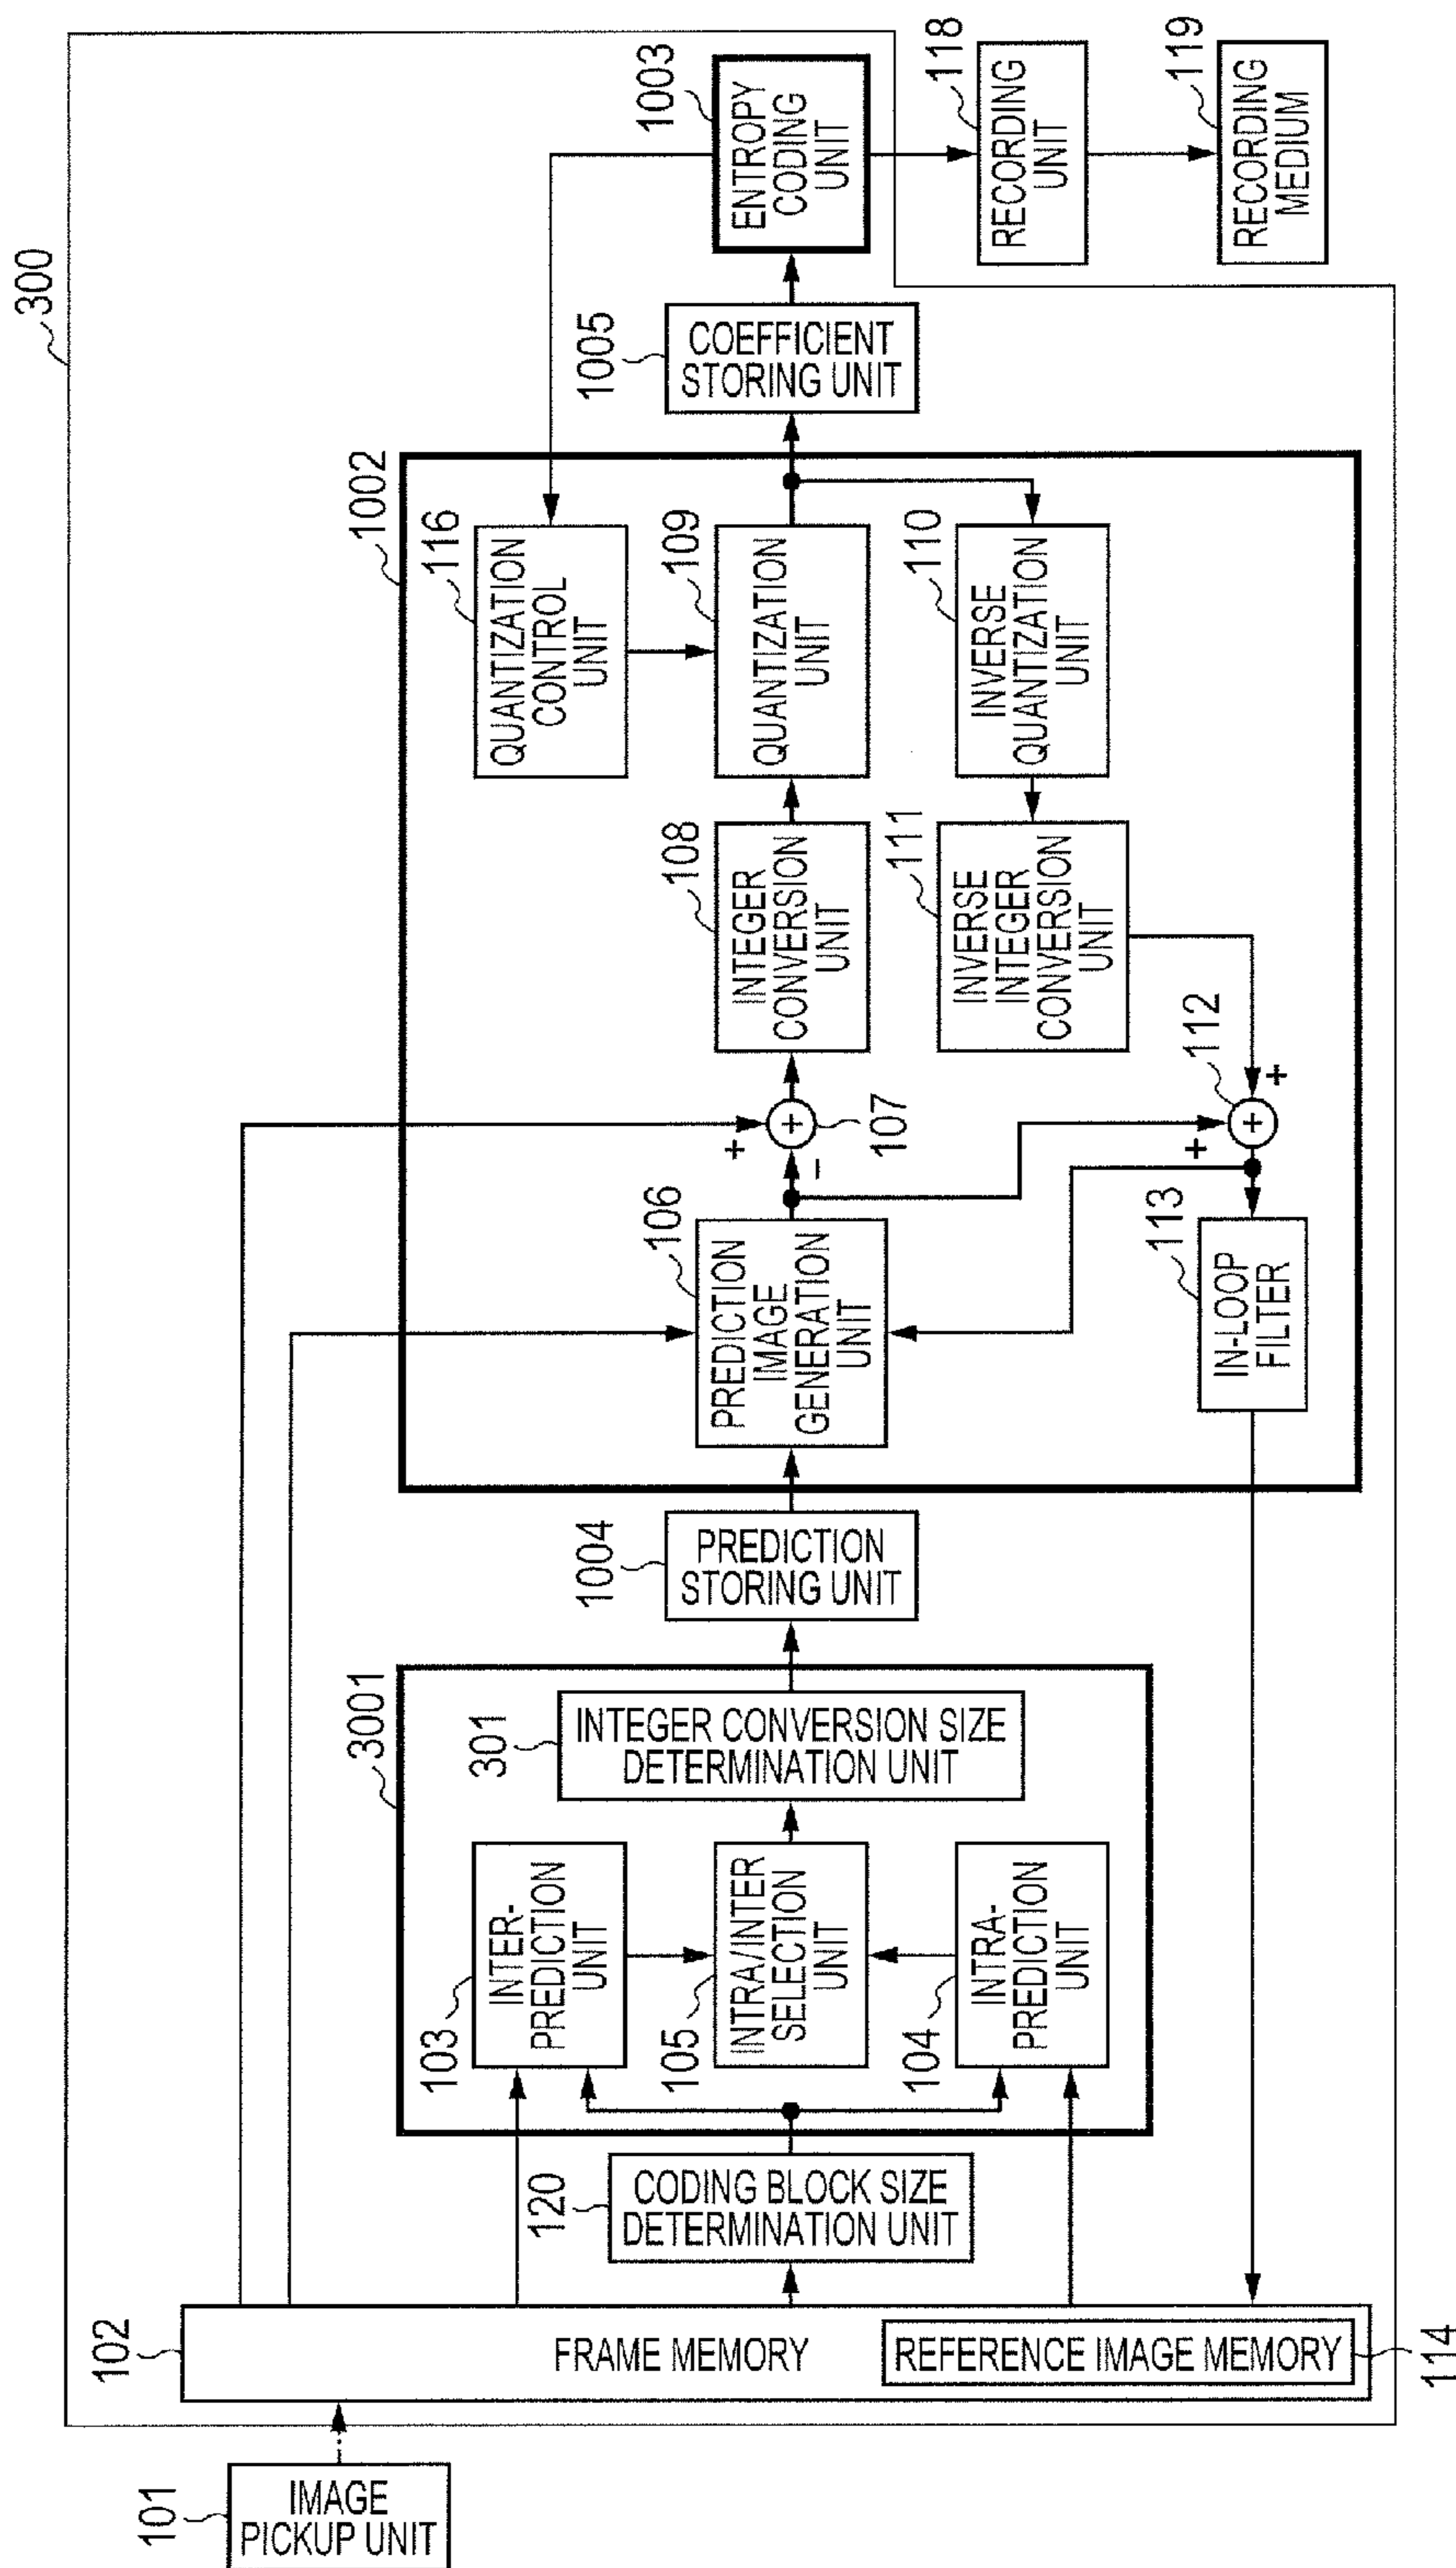 300
101
IMAGE
PICKUP UNIT
102
FRAME MEMORY
REFERENCE IMAGE MEMORY
114
120
CODING BLOCK SIZE
DETERMINATION UNIT
3001
103
INTER-
PREDICTION
UNIT
105
INTRA/INTER
SELECTION
UNIT
104
INTRA-
PREDICTION
UNIT
301
INTEGER CONVERSION SIZE
DETERMINATION UNIT
1004
PREDICTION
STORING UNIT
1002
106
PREDICTION
IMAGE
GENERATION
UNIT
+
+
−
107
108
INTEGER
CONVERSION
UNIT
116
QUANTIZATION
CONTROL
UNIT
109
QUANTIZATION
UNIT
110
INVERSE
QUANTIZATION
UNIT
111
INVERSE
INTEGER
CONVERSION
UNIT
112
+
+
+
113
IN-LOOP
FILTER
1005
COEFFICIENT
STORING UNIT
1003
ENTROPY
CODING
UNIT
118
RECORDING
UNIT
119
RECORDING
MEDIUM